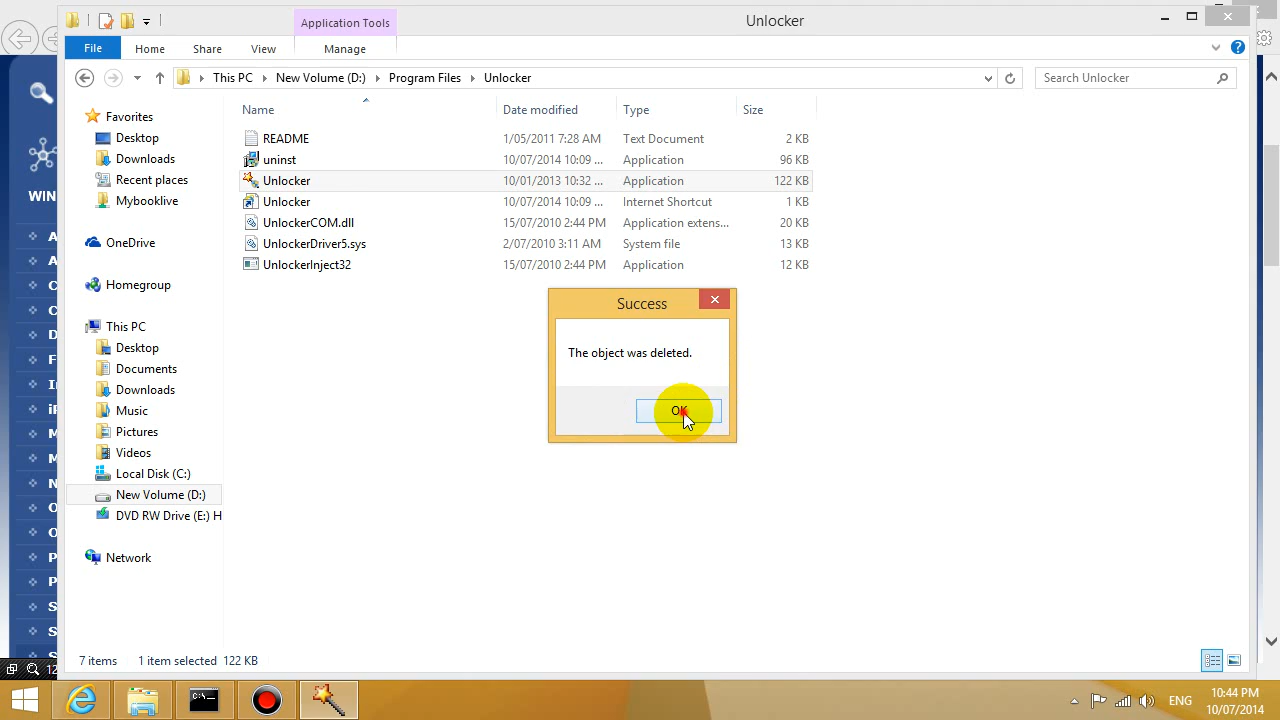 Application Tools
Unlocker
File
Home
Share
View
Manage
This PC
New Volume (D:)
Program Files
Unlocker
Search Unlocker
Name
Date modified
Type
Size
README
1/05/2011 7:28 AM
Text Document
2 KB
uninst
10/07/2014 10:09 ...
Application
96 KB
Unlocker
10/01/2013 10:32 ...
Application
122 KB
Unlocker
10/07/2014 10:09 ...
Internet Shortcut
1 KB
UnlockerCOM.dll
15/07/2010 2:44 PM
Application extens...
20 KB
UnlockerDriver5.sys
2/07/2010 3:11 AM
System file
13 KB
UnlockerInject32
15/07/2010 2:44 PM
Application
12 KB
Favorites
Desktop
Downloads
Recent places
Mybooklive
OneDrive
Homegroup
This PC
Desktop
Documents
Downloads
Music
Pictures
Videos
Local Disk (C:)
New Volume (D:)
DVD RW Drive (E:) H
Network
WIN
A
A
C
C
D
F
In
iP
M
M
N
O
O
P
P
S
S
Success
The object was deleted.
OK
7 items
1 item selected 122 KB
12
ENG
10:44 PM
10/07/2014